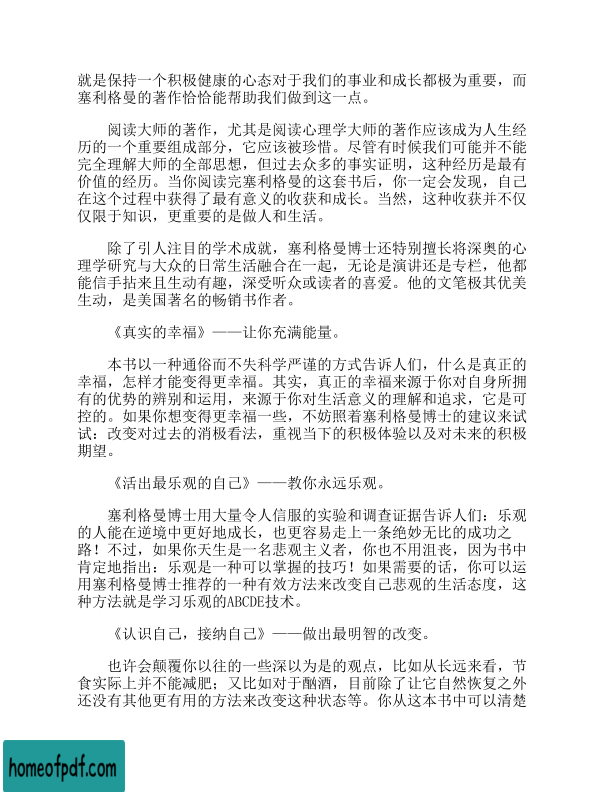 就是保持一个积极健康的心态对于我们的事业和成长都极为重要，而
塞利格曼的著作恰恰能帮助我们做到这一点。
阅读大师的著作，尤其是阅读心理学大师的著作应该成为人生经
历的一个重要组成部分，它应该被珍惜。尽管有时候我们可能并不能
完全理解大师的全部思想，但过去众多的事实证明，这种经历是最有
价值的经历。当你阅读完塞利格曼的这套书后，你一定会发现，自己
在这个过程中获得了最有意义的收获和成长。当然，这种收获并不仅
仅限于知识，更重要的是做人和生活。
除了引人注目的学术成就，塞利格曼博士还特别擅长将深奥的心
理学研究与大众的日常生活融合在一起，无论是演讲还是专栏，他都
能信手拈来且生动有趣，深受听众或读者的喜爱。他的文笔极其优美
生动，是美国著名的畅销书作者。
《真实的幸福》——让你充满能量。
本书以一种通俗而不失科学严谨的方式告诉人们，什么是真正的
幸福，怎样才能变得更幸福。其实，真正的幸福来源于你对自身所拥
有的优势的辨别和运用，来源于你对生活意义的理解和追求，它是可
控的。如果你想变得更幸福一些，不妨照着塞利格曼博士的建议来试
试：改变对过去的消极看法，重视当下的积极体验以及对未来的积极
期望。
《活出最乐观的自己》——教你永远乐观。
塞利格曼博士用大量令人信服的实验和调查证据告诉人们：乐观
的人能在逆境中更好地成长，也更容易走上一条绝妙无比的成功之
路！不过，如果你天生是一名悲观主义者，你也不用沮丧，因为书中
肯定地指出：乐观是一种可以掌握的技巧！如果需要的话，你可以运
用塞利格曼博士推荐的一种有效方法来改变自己悲观的生活态度，这
种方法就是学习乐观的ABCDE技术。
《认识自己，接纳自己》——做出最明智的改变。
也许会颠覆你以往的一些深以为是的观点，比如从长远来看，节
食实际上并不能减肥；又比如对于酗酒，目前除了让它自然恢复之外
还没有其他更有用的方法来改变这种状态等。你从这本书中可以清楚
homeofpdf.com